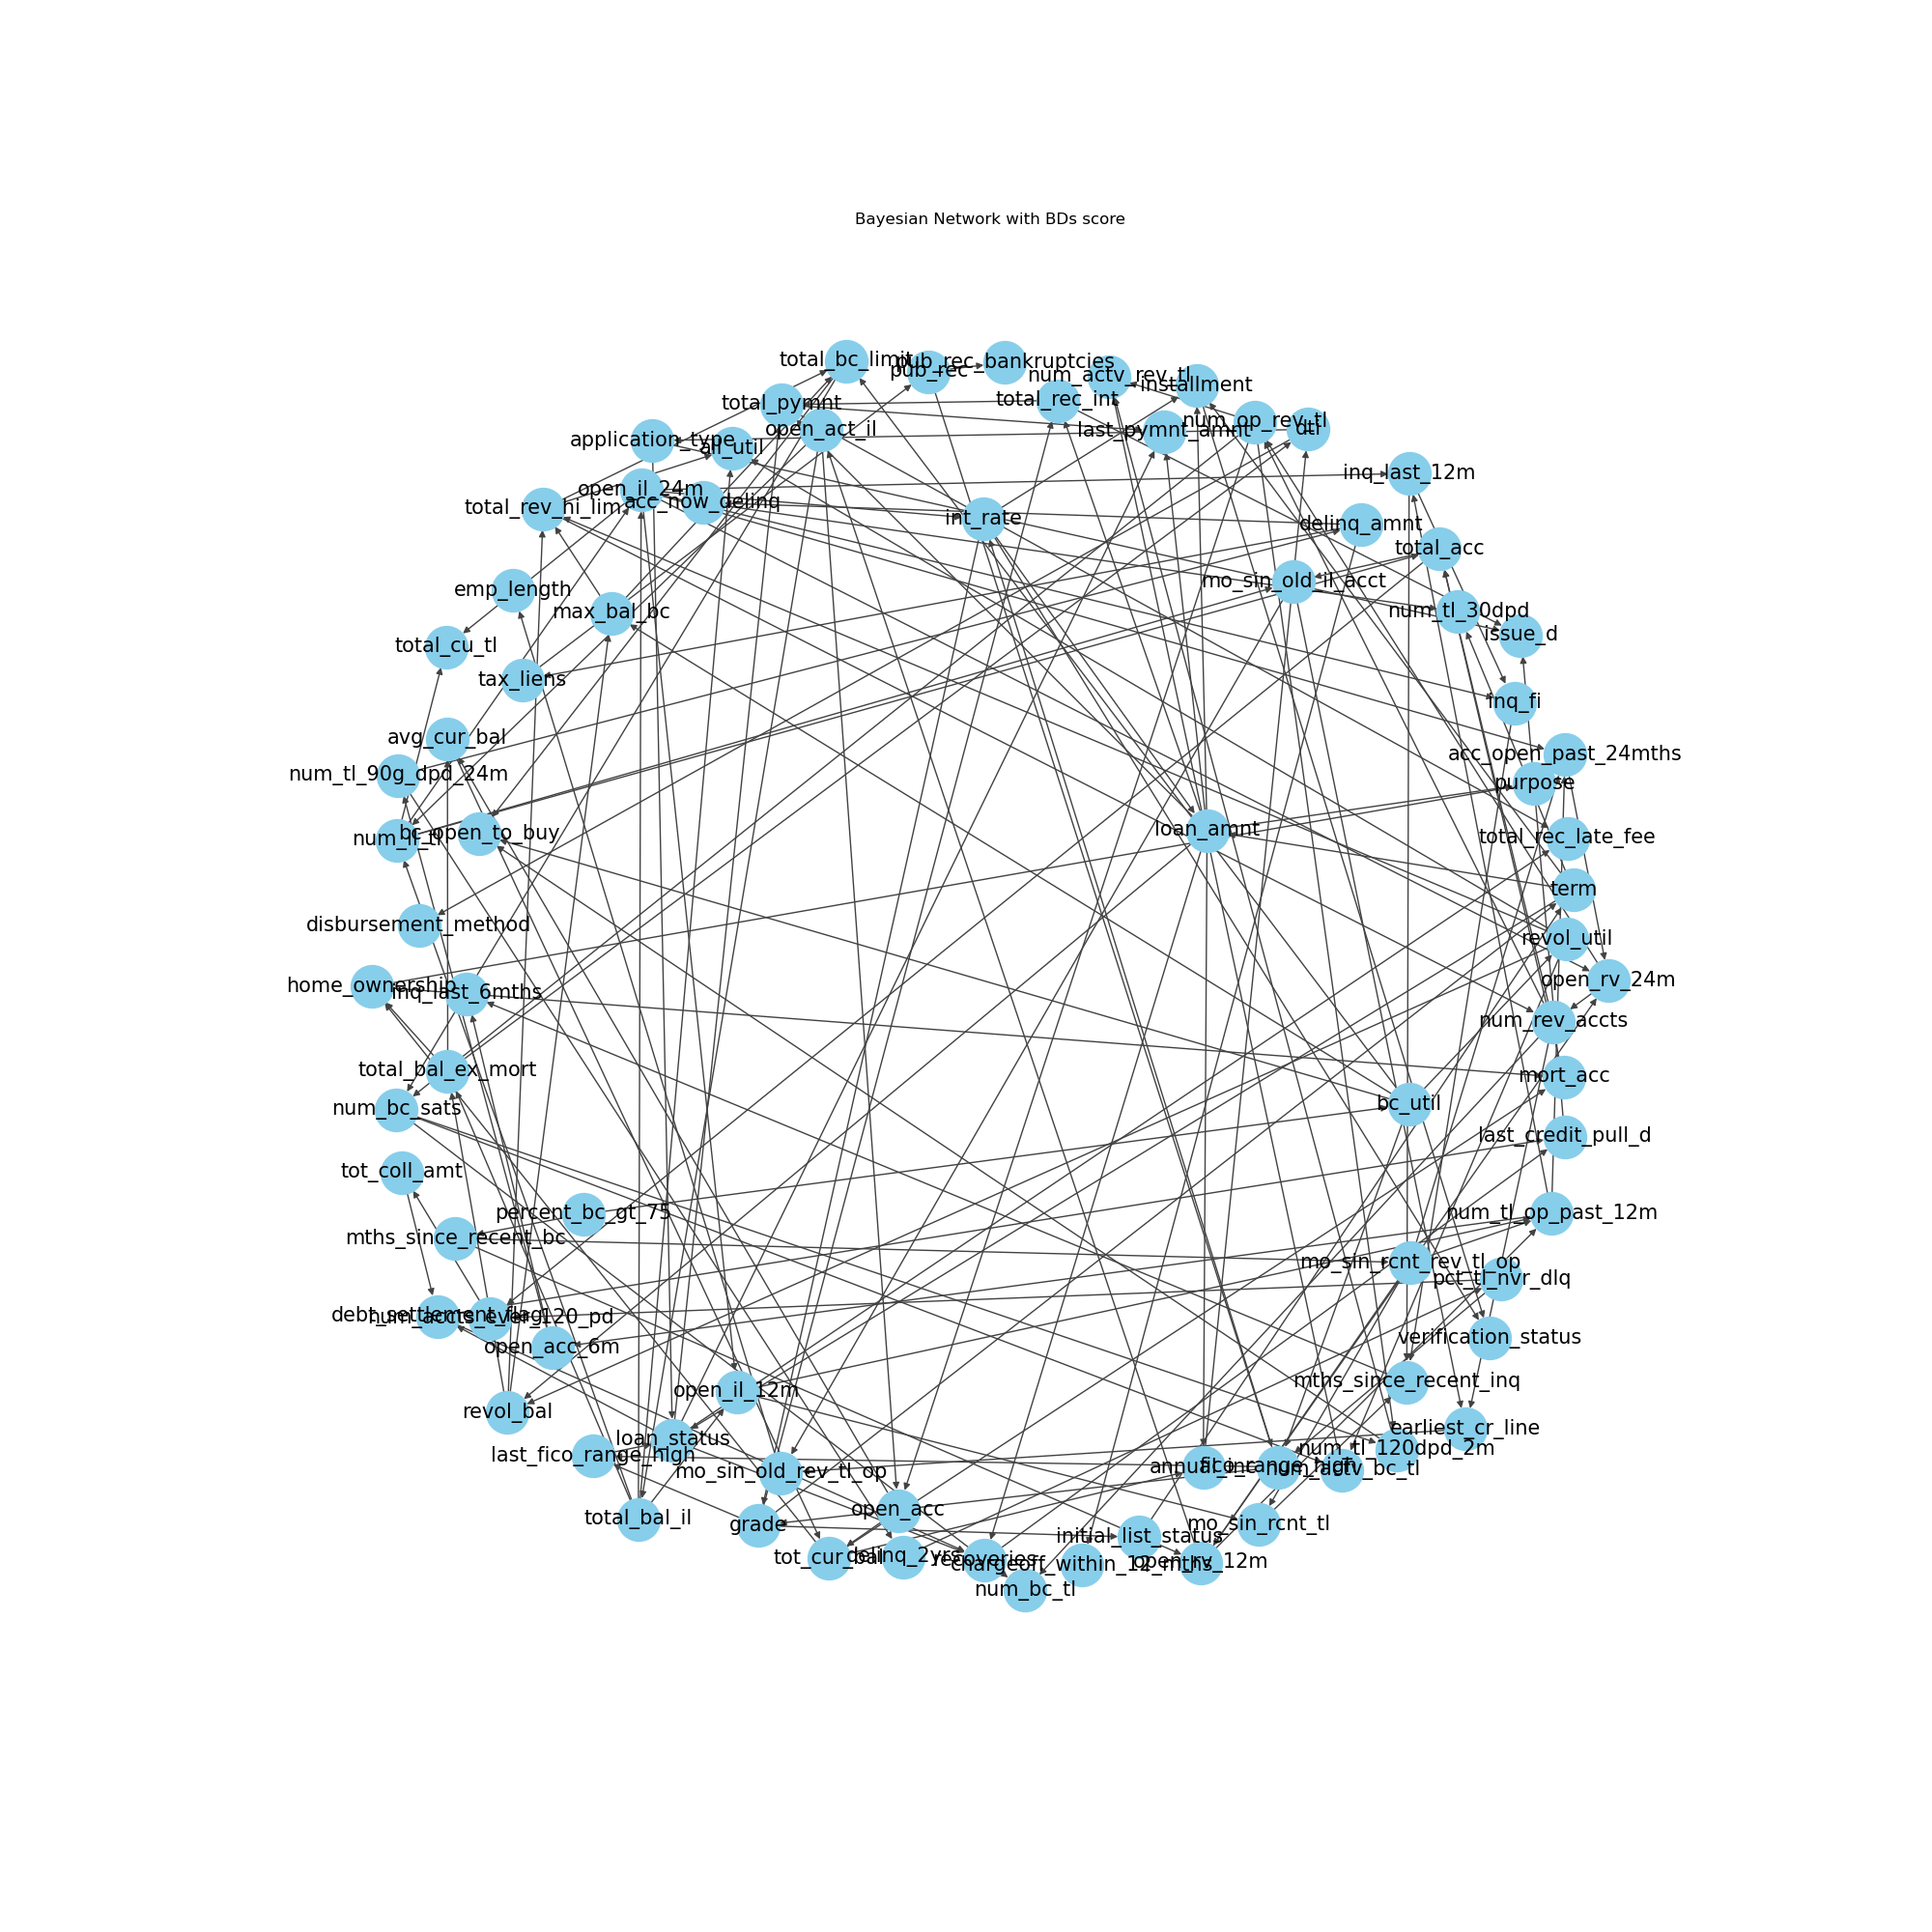 Bayesian Network with BDs score
total_bc_limit
pub_rec_bankruptcies
pub_rec
num_actv_rev_tl
installment
total_pymnt
total_rec_int
open_act_il
last_pymnt_amnt
num_op_rev_tl
dti
application_type
all_util
inq_last_12m
open_il_24m
acc_now_delinq
total_rev_hi_lim
int_rate
delinq_amnt
total_acc
mo_sin_old_il_acct
emp_length
max_bal_bc
num_tl_30dpd
issue_d
total_cu_tl
tax_liens
inq_fi
avg_cur_bal
acc_open_past_24mths
num_tl_90g_dpd_24m
purpose
num_il_tl
bc_open_to_buy
loan_amnt
total_rec_late_fee
term
disbursement_method
revol_util
home_ownership
inq_last_6mths
open_rv_24m
num_rev_accts
total_bal_ex_mort
mort_acc
num_bc_sats
bc_util
last_credit_pull_d
tot_coll_amt
percent_bc_gt_75
num_tl_op_past_12m
mths_since_recent_bc
mo_sin_rcnt_rev_tl_op
pct_tl_nvr_dlq
debt_settlement_flag
num_accts_ever_120_pd
verification_status
open_acc_6m
open_il_12m
mths_since_recent_inq
revol_bal
earliest_cr_line
loan_status
last_fico_range_high
num_tl_120dpd_2m
mo_sin_old_rev_tl_op
annual_inc
fico_range_high
num_actv_bc_tl
open_acc
total_bal_il
grade
mo_sin_rcnt_tl
initial_list_status
tot_cur_bal
delinq_2yrs
recoveries
chargeoff_within_12_mths
open_rv_12m
num_bc_tl